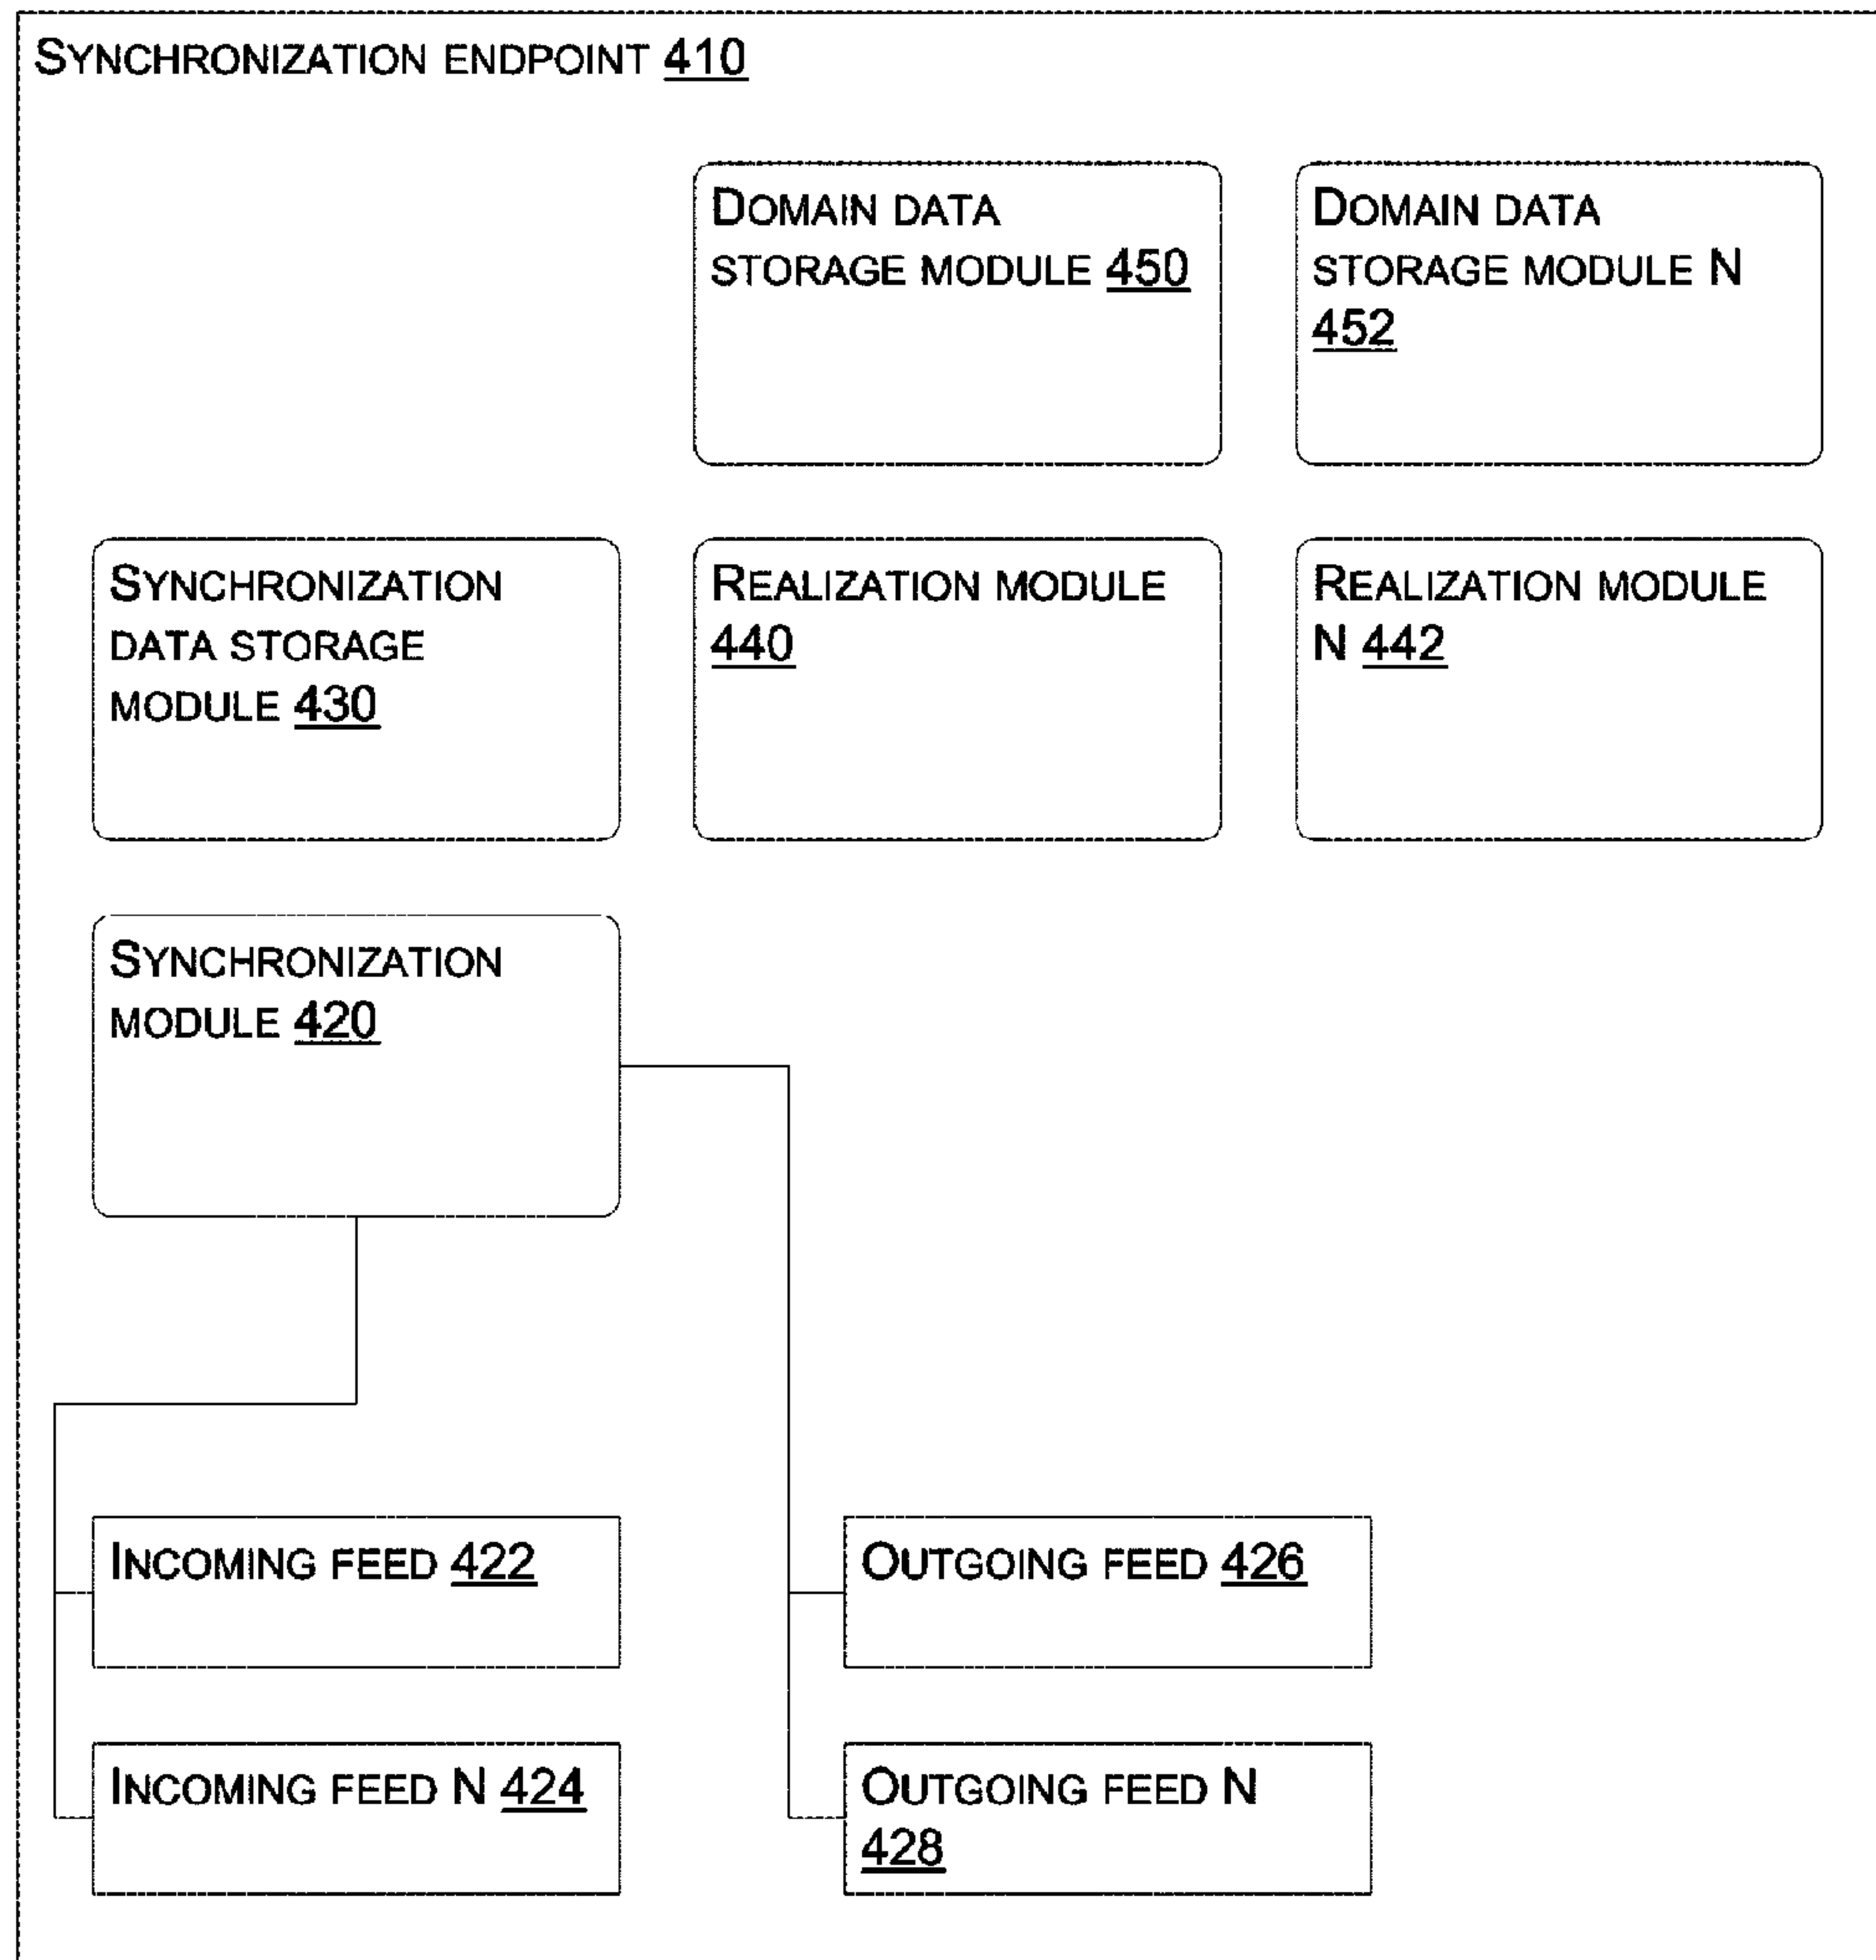 SYNCHRONIZATION ENDPOINT 410
DOMAIN DATA
STORAGE MODULE 450
DOMAIN DATA
STORAGE MODULE N
452
SYNCHRONIZATION
DATA STORAGE
MODULE 430
REALIZATION MODULE
440
REALIZATION MODULE
N 442
SYNCHRONIZATION
MODULE 420
INCOMING FEED 422
OUTGOING FEED 426
INCOMING FEED N 424
OUTGOING FEED N
428